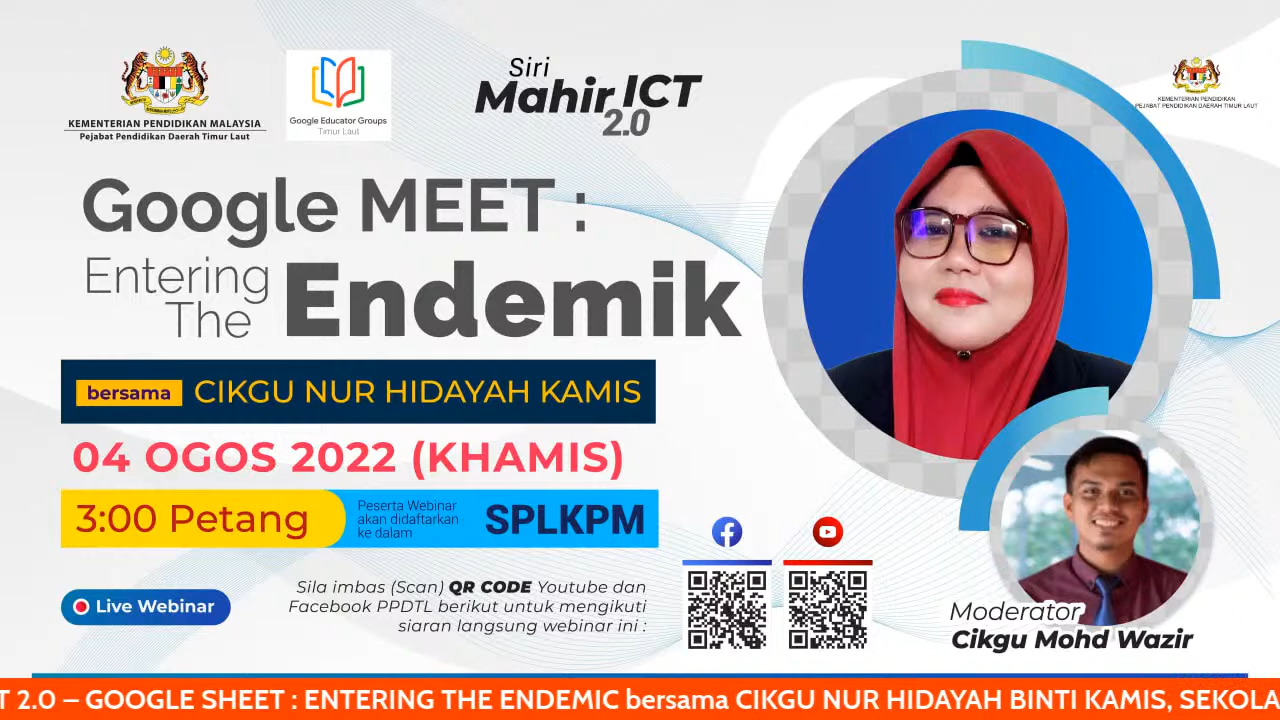 KEMENTERIAN PENDIDIKAN MALAYSIA
Pejabat Pendidikan Daerah Timur Laut
Google Educator Groups
Timur Laut
Siri
Mahir ICT
2.0
KEMENTERIAN PENDIDIKAN
PEJABAT PENDIDIKAN DAERAH TIMUR LAUT
Google MEET :
Entering
The Endemik
bersama CIKGU NUR HIDAYAH KAMIS
04 OGOS 2022 (KHAMIS)
3:00 Petang
Peserta Webinar
akan didaftarkan
ke dalam
SPLKPM
Live Webinar
Sila imbas (Scan) QR CODE Youtube dan
Facebook PPDTL berikut untuk mengikuti
siaran langsung webinar ini :
Moderator
Cikgu Mohd Wazir
T 2.0 – GOOGLE SHEET : ENTERING THE ENDEMIC bersama CIKGU NUR HIDAYAH BINTI KAMIS, SEKOLA